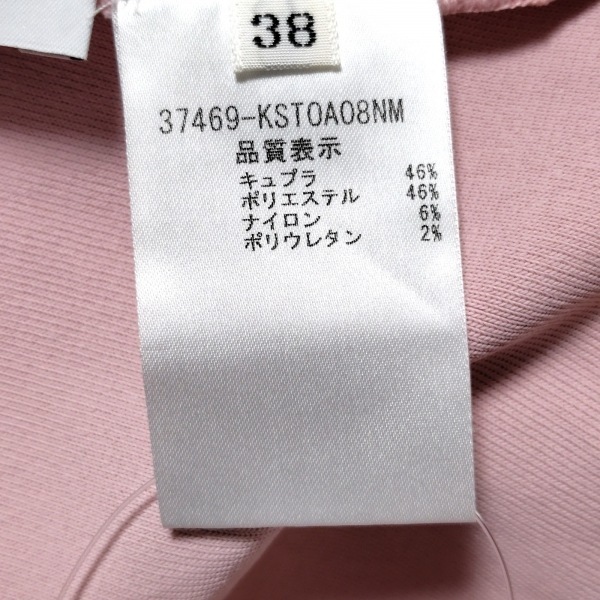 38
37469-KST0A08NM
品質表示
キュプラ 46%
ポリエステル 46%
ナイロン 6%
ポリウレタン 2%